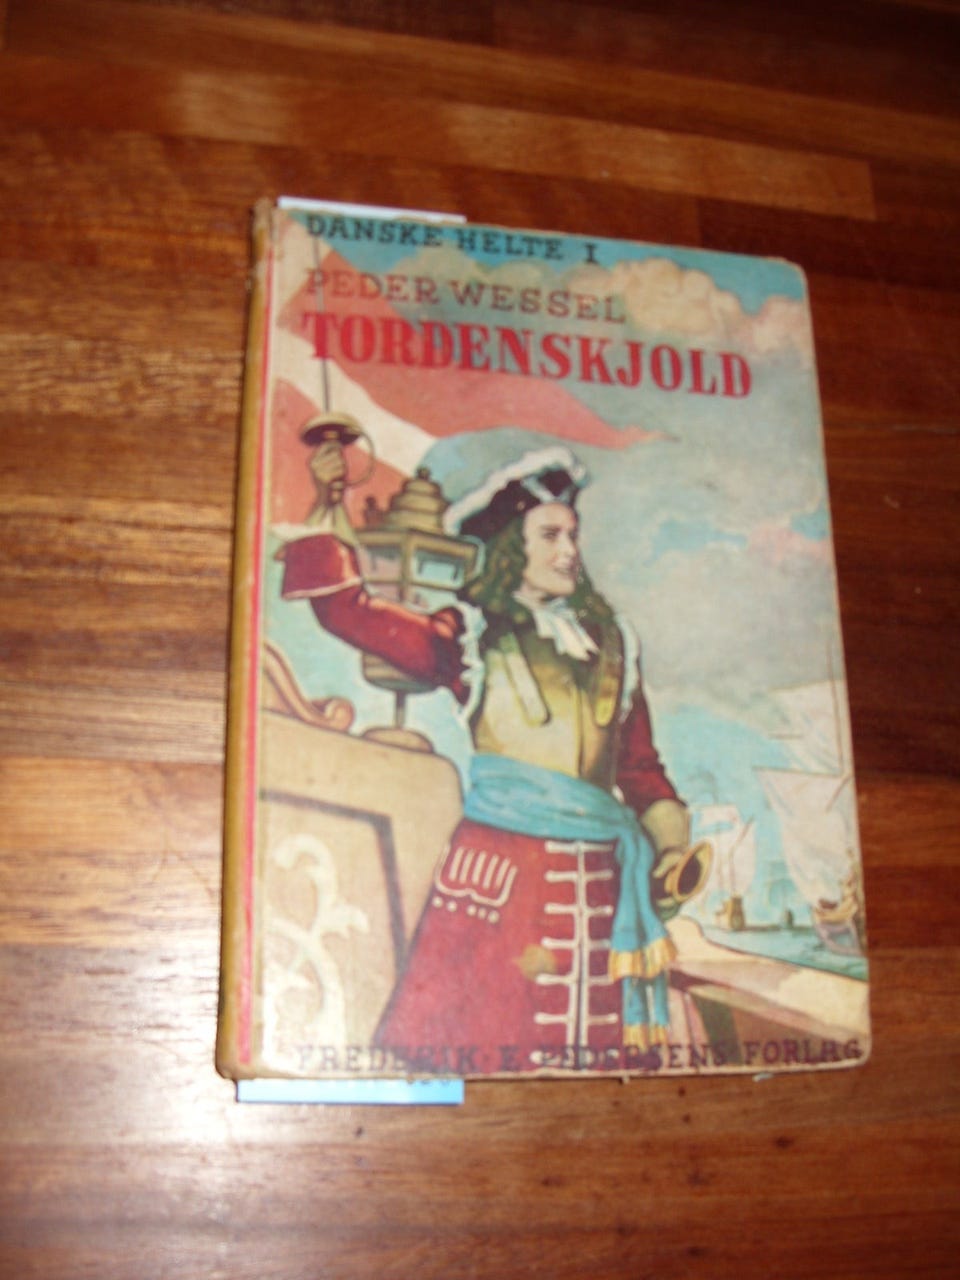 DANSKE HELTE I
PEDER WESSEL
TORDENSKJOLD
FREDERIK E. PEDERSENS FORLAG